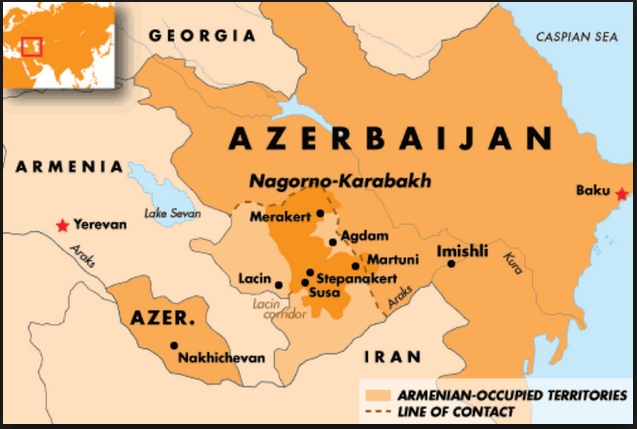 GEORGIA
CASPIAN SEA
AZERBAIJAN
ARMENIA
Nagorno-Karabakh
Baku
Lake Sevan
Merakert
Yerevan
Agdam
Araks
Martuni
Imishli
Kura
Lacin
Stepanakert
Susa
Araks
Lacin
corridor
AZER.
Nakhichevan
IRAN
ARMENIAN-OCCUPIED TERRITORIES
LINE OF CONTACT